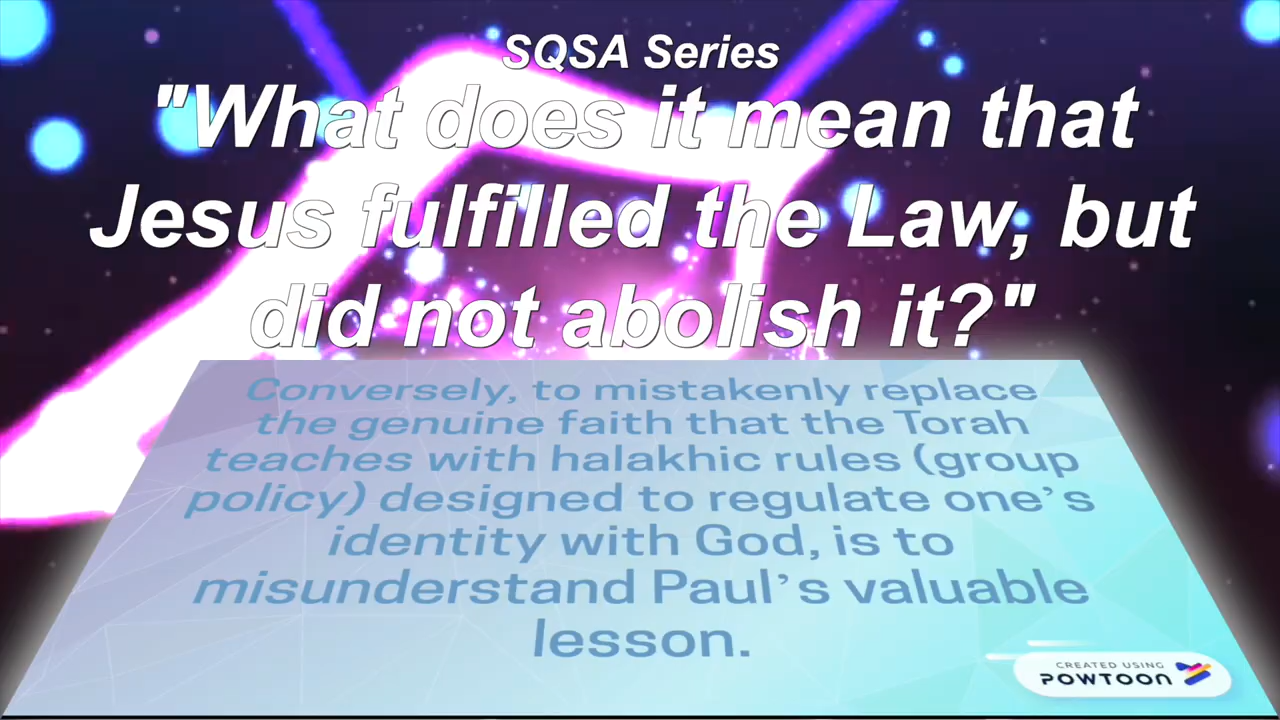 SQSA Series
"What does it mean that
Jesus fulfilled the Law, but
did not abolish it?"
Conversely, to mistakenly replace
the genuine faith that the Torah
teaches with halakhic rules (group
policy) designed to regulate one’s
identity with God, is to
misunderstand Paul’s valuable
lesson.
CREATED USING
POWTOON